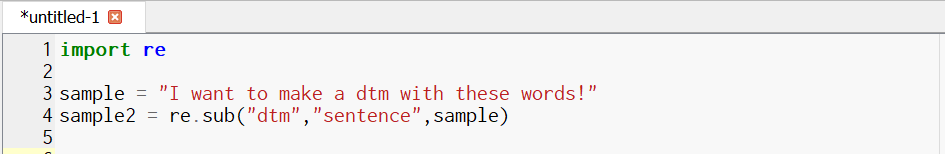 *untitled-1
1 import re
2
3 sample = "I want to make a dtm with these words!"
4 sample2 = re.sub("dtm","sentence",sample)
5